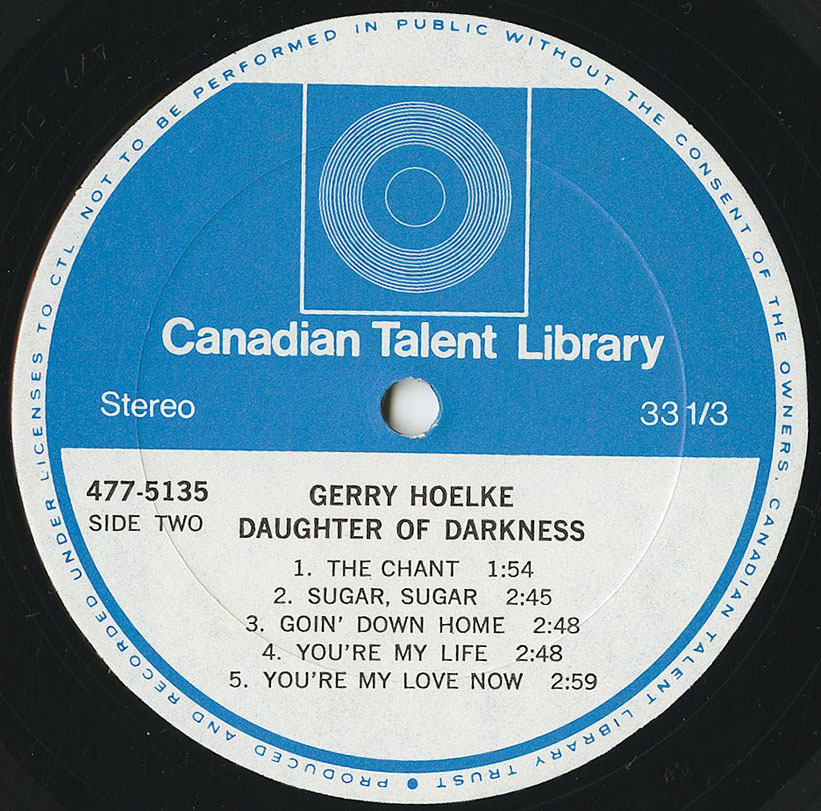 PRODUCED AND RECORDED UNDER LICENSES TO CTL. NOT TO BE PERFORMED IN PUBLIC WITHOUT THE CONSENT OF THE OWNERS, CANADIAN TALENT LIBRARY TRUST •
Canadian Talent Library
Stereo
33 1/3
477-5135
SIDE TWO
GERRY HOELKE
DAUGHTER OF DARKNESS
1. THE CHANT 1:54
2. SUGAR, SUGAR 2:45
3. GOIN' DOWN HOME 2:48
4. YOU'RE MY LIFE 2:48
5. YOU'RE MY LOVE NOW 2:59